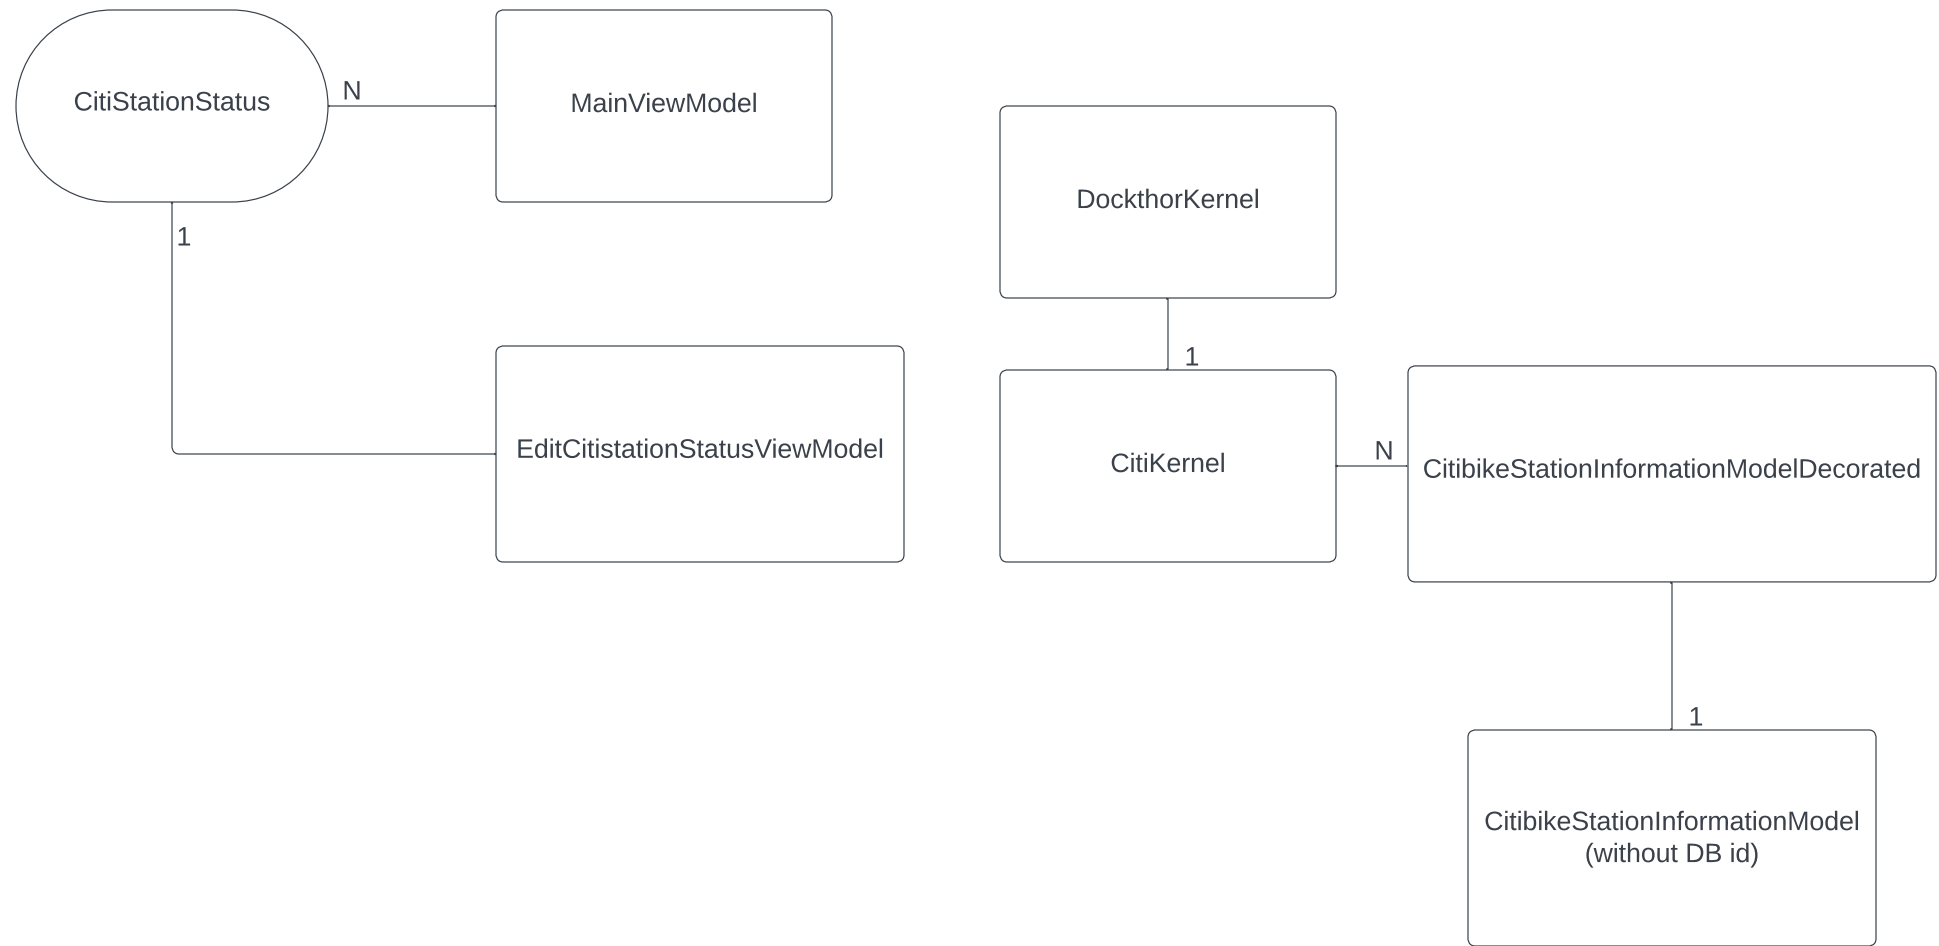 CitiStationStatus
N
MainViewModel
1
EditCitistationStatusViewModel
DockthorKernel
1
CitiKernel
N
CitibikeStationInformationModelDecorated
1
CitibikeStationInformationModel
(without DB id)